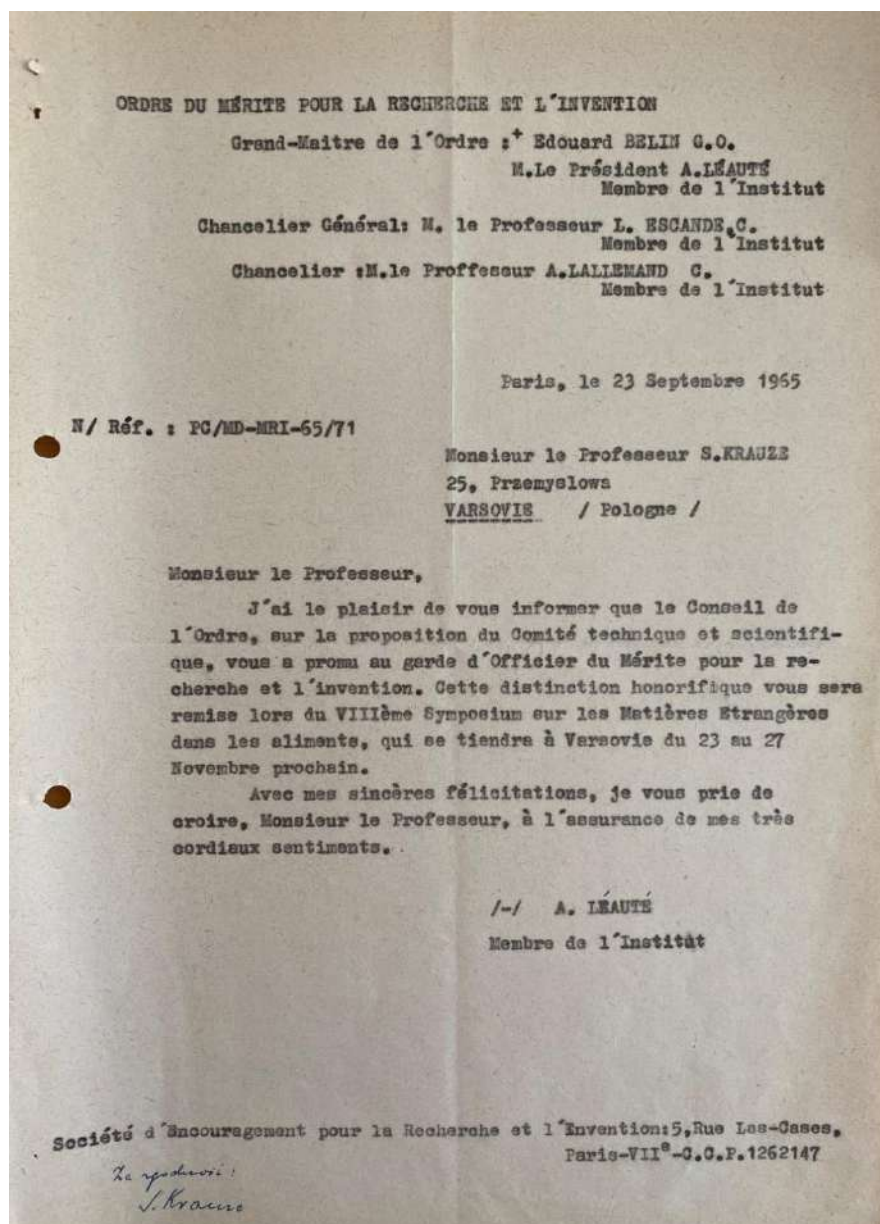 ORDRE DU MÉRITE POUR LA RECHERCHE ET L´INVENTION
Grand-Maitre de l´Ordre :+ Edouard BELIN G.O.
M.Le Président A.LÉAUTÉ
Membre de l´Institut
Chancelier Général: M. le Professeur L. ESCANDE,C.
Membre de l´Institut
Chancelier :M.le Proffeseur A.LALLEMAND C.
Membre de l´Institut
Paris, le 23 Septembre 1965
N/ Réf. : PC/MD-MRI-65/71
Monsieur le Professeur S.KRAUZE
25, Przemyslowa
VARSOVIE / Pologne /
Monsieur le Professeur,
J´ai le plaisir de vous informer que le Conseil de
l´Ordre, sur la proposition du Comité technique et scientifi-
que, vous a promu au garde d´Officier du Mérite pour la re-
cherche et l´invention. Cette distinction honorifique vous sera
remise lors du VIIIème Symposium sur les Matières Etrangères
dans les aliments, qui se tiendra à Varsovie du 23 au 27
Novembre prochain.
Avec mes sincères félicitations, je vous prie de
croire, Monsieur le Professeur, à l´assurance de mes très
cordiaux sentiments.
/-/ A. LÉAUTÉ
Membre de l´Institut
Société d´Encouragement pour la Recherche et l´Envention:5,Rue Las-Cases,
Paris-VIIe-C.C.P.1262147
Za zgodność:
S. Krauze